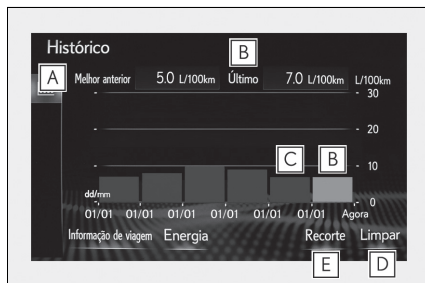 Histórico
B
A
Melhor anterior 5.0 L/100km Último 7.0 L/100km L/100km
30
20
C B
10
dd/mm
0
01/01 01/01 01/01 01/01 01/01 01/01 Agora
Informação de viagem Energia Recorte Limpar
E D